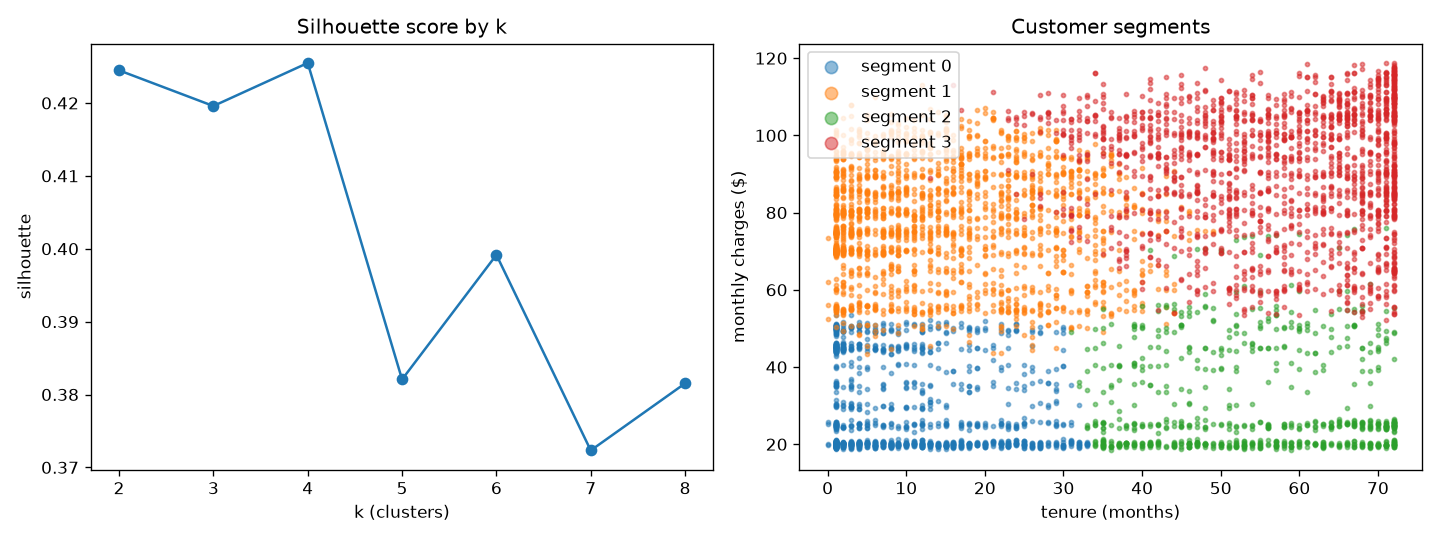 Silhouette score by k
silhouette
0.42
0.41
0.40
0.39
0.38
0.37
2 3 4 5 6 7 8
k (clusters)
Customer segments
segment 0
segment 1
segment 2
segment 3
monthly charges ($)
120
100
80
60
40
20
0 10 20 30 40 50 60 70
tenure (months)